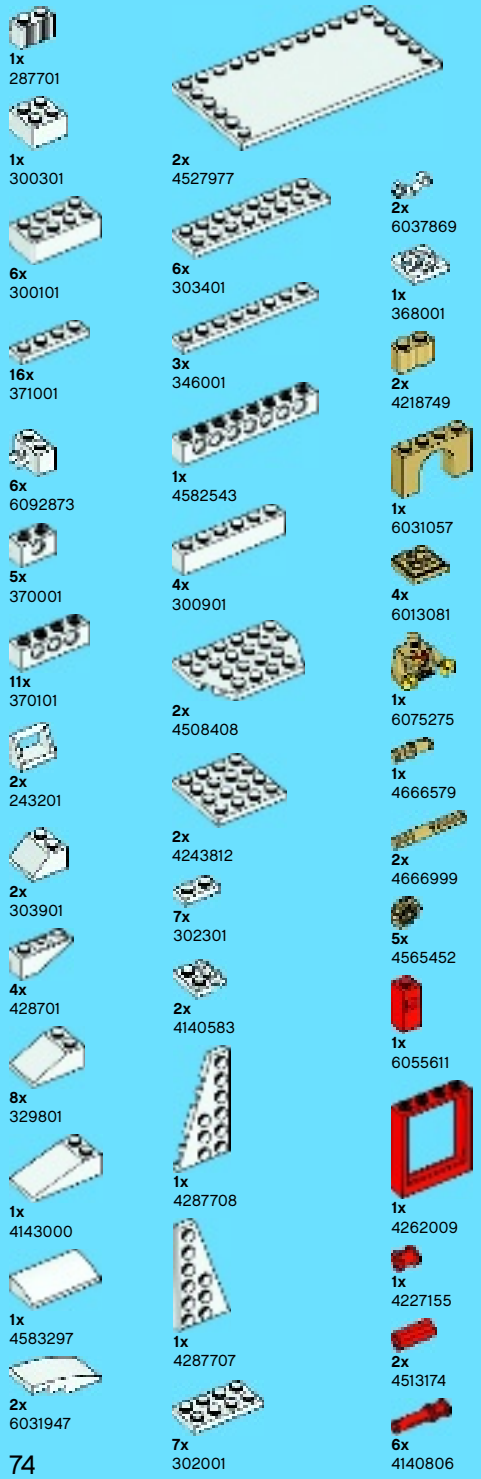 1x
287701
1x
300301
6x
300101
16x
371001
6x
6092873
5x
370001
11x
370101
2x
243201
2x
303901
4x
428701
8x
329801
1x
4143000
1x
4583297
2x
6031947
74
2x
4527977
6x
303401
3x
346001
1x
4582543
4x
300901
2x
4508408
2x
4243812
7x
302301
2x
4140583
1x
4287708
1x
4287707
7x
302001
2x
6037869
1x
368001
2x
4218749
1x
6031057
4x
6013081
1x
6075275
1x
4666579
2x
4666999
5x
4565452
1x
6055611
1x
4262009
1x
4227155
2x
4513174
6x
4140806